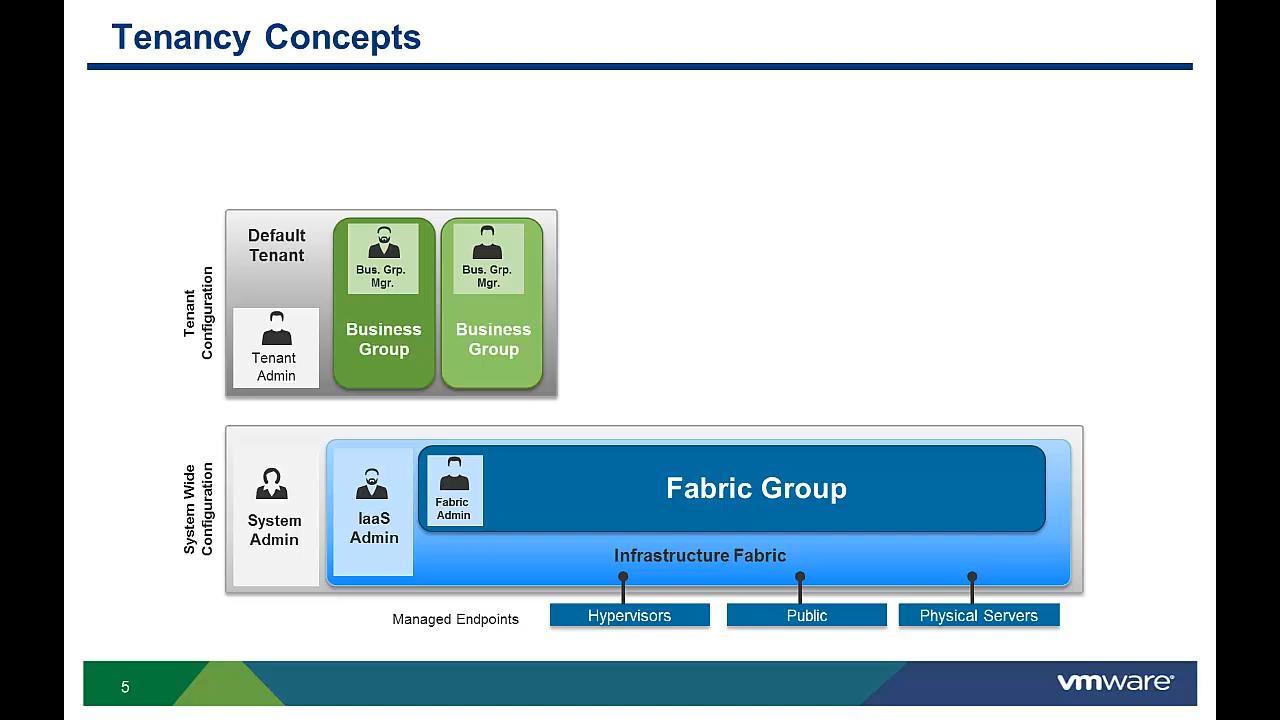 Tenancy Concepts
Tenant
Configuration
Default
Tenant
Tenant
Admin
Bus. Grp.
Mgr.
Business
Group
Bus. Grp.
Mgr.
Business
Group
System Wide
Configuration
System
Admin
IaaS
Admin
Fabric
Admin
Fabric Group
Infrastructure Fabric
Managed Endpoints
Hypervisors
Public
Physical Servers
5
vmware®